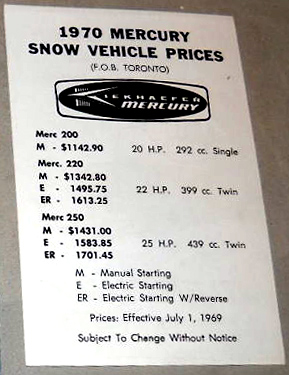 1970 MERCURY
SNOW VEHICLE PRICES
(F.O.B. TORONTO)
KIEKHAEFER
MERCURY
Merc 200
M - $1142.90 20 H.P. 292 cc. Single
Merc. 220
M - $1342.80
E - 1495.75 22 H.P. 399 cc. Twin
ER - 1613.25
Merc 250
M - $1431.00
E - 1583.85 25 H.P. 439 cc. Twin
ER - 1701.45
M - Manual Starting
E - Electric Starting
ER - Electric Starting W/Reverse
Prices: Effective July 1, 1969
Subject To Change Without Notice